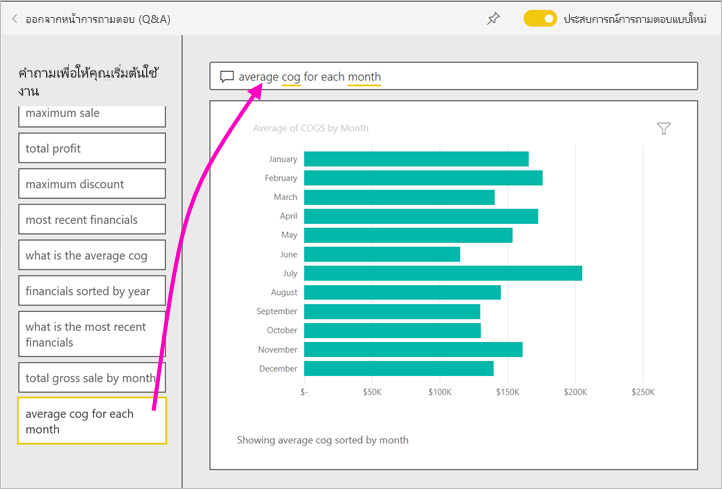 ออกจากหน้าการถามตอบ (Q&A)
ประสบการณ์การถามตอบแบบใหม่
คำถามเพื่อให้คุณเริ่มต้นใช้
งาน
maximum sale
total profit
maximum discount
most recent financials
what is the average cog
financials sorted by year
what is the most recent
financials
total gross sale by month
average cog for each
month
average cog for each month
Average of COGS by Month
January
February
March
April
May
June
July
August
September
October
November
December
$- $50K $100K $150K $200K $250K
Showing average cog sorted by month